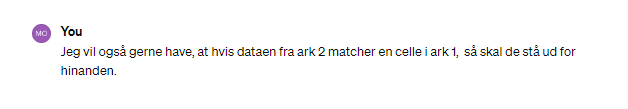 MO
You
Jeg vil også gerne have, at hvis dataen fra ark 2 matcher en celle i ark 1,  så skal de stå ud for
hinanden.